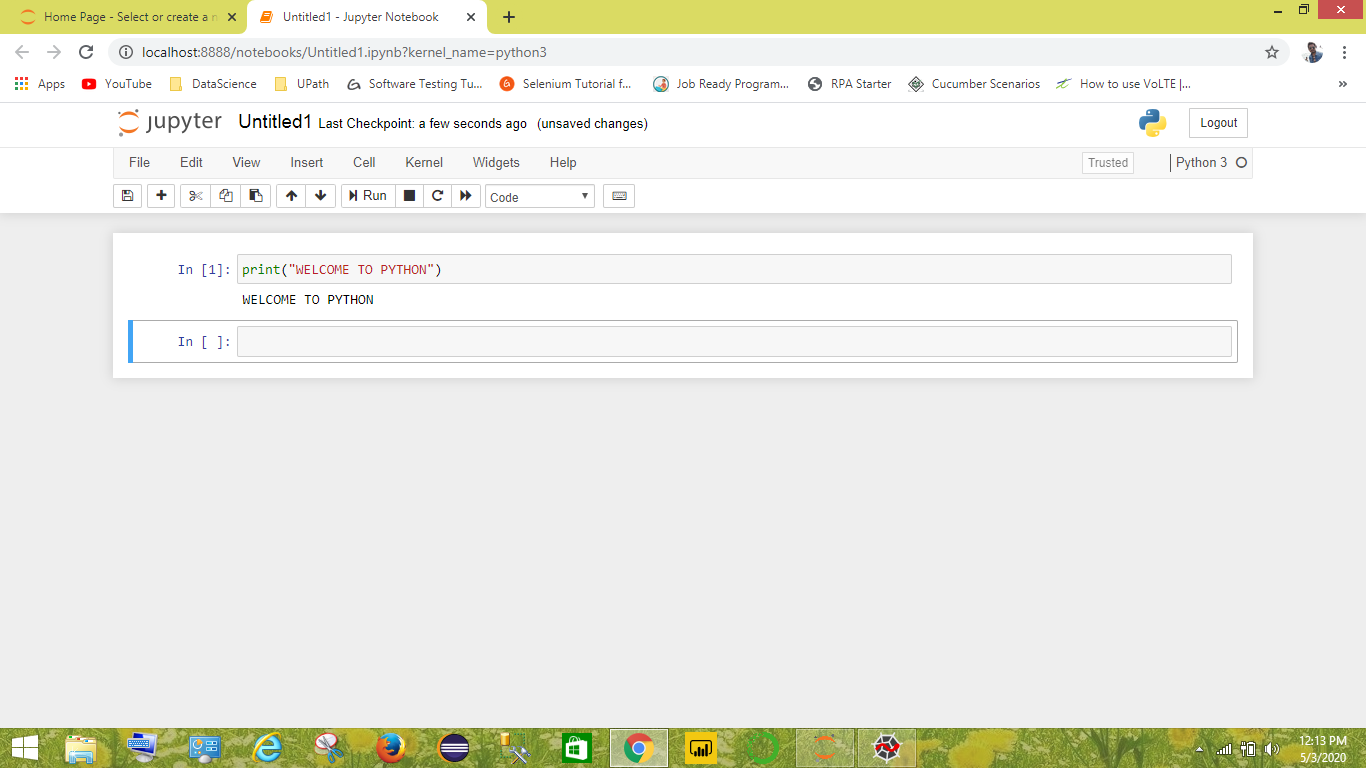 Home Page - Select or create a n
Untitled1 - Jupyter Notebook
localhost:8888/notebooks/Untitled1.ipynb?kernel_name=python3
Apps YouTube DataScience UPath Software Testing Tu... Selenium Tutorial f... Job Ready Program... RPA Starter Cucumber Scenarios How to use VoLTE |... »
jupyter Untitled1 Last Checkpoint: a few seconds ago (unsaved changes) Logout
File Edit View Insert Cell Kernel Widgets Help Trusted Python 3
Run Code
In [1]: print("WELCOME TO PYTHON")
WELCOME TO PYTHON
In [ ]:
12:13 PM
5/3/2020